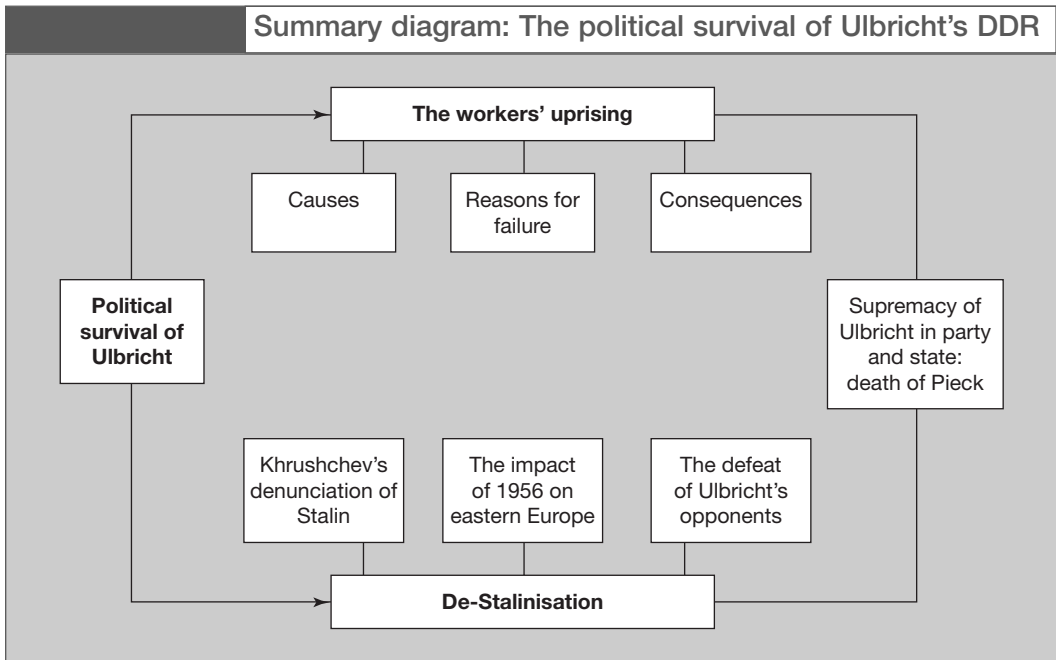 Summary diagram: The political survival of Ulbricht's DDR
The workers' uprising
Causes
Reasons for
failure
Consequences
Political
survival of
Ulbricht
Supremacy of
Ulbricht in party
and state:
death of Pieck
Khrushchev's
denunciation of
Stalin
The impact
of 1956 on
eastern Europe
The defeat
of Ulbricht's
opponents
De-Stalinisation